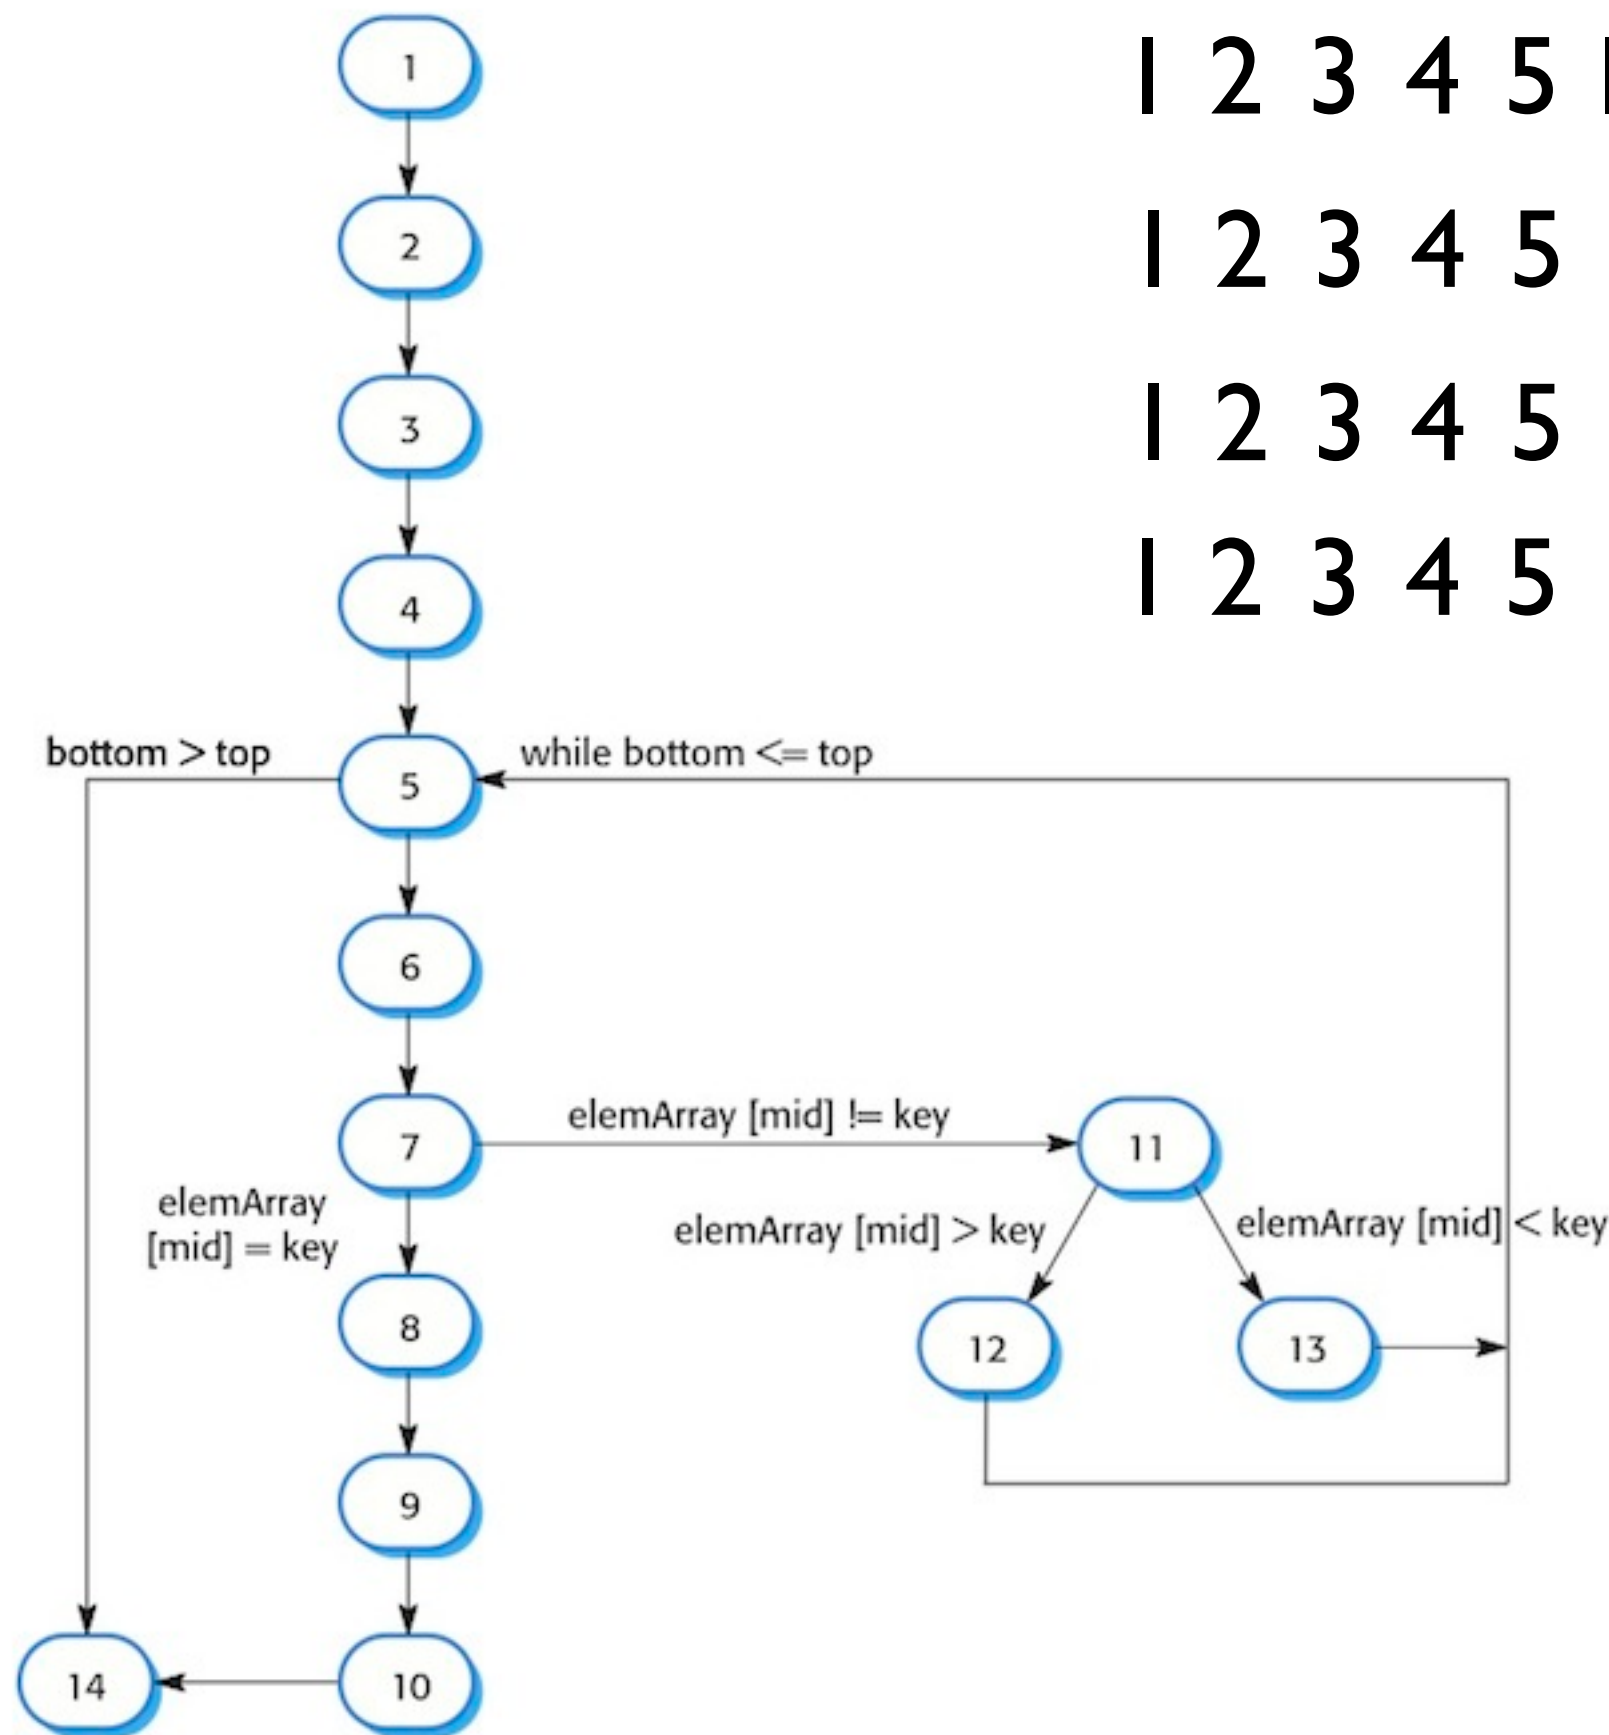 1
1 2 3 4 5
2
1 2 3 4 5
3
1 2 3 4 5
4
1 2 3 4 5
bottom > top
while bottom <= top
5
6
7
elemArray [mid] != key
11
elemArray
[mid] = key
elemArray [mid] > key
elemArray [mid] < key
8
12
13
9
14
10